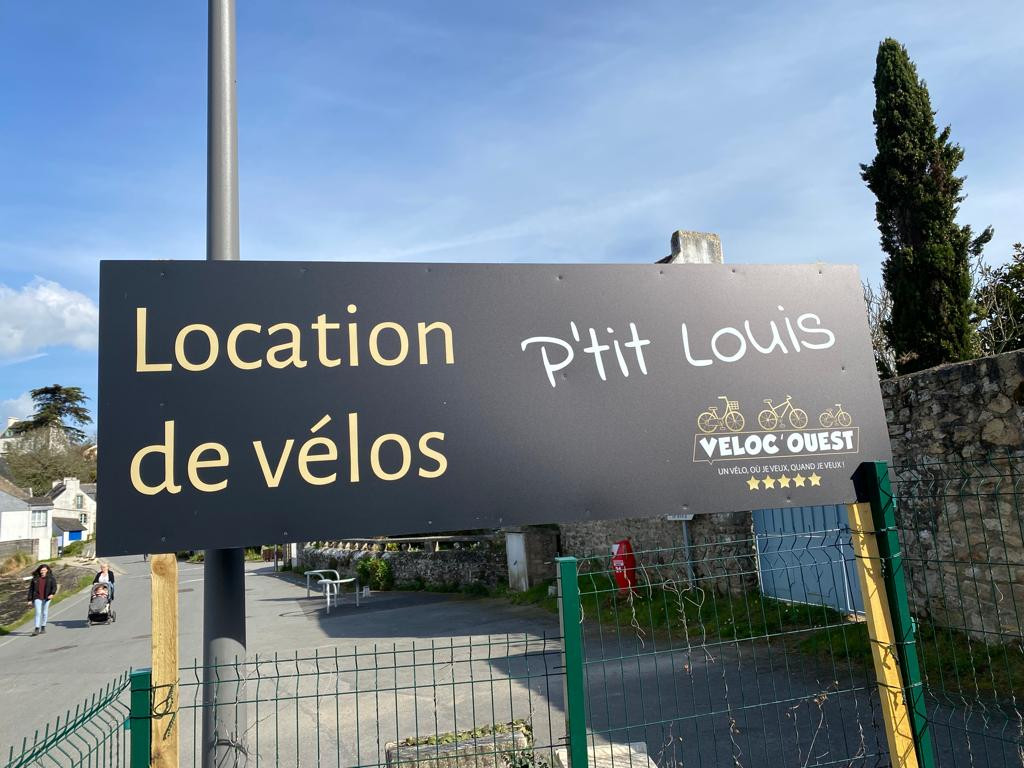 Location
de vélos
P'tit Louis
VELOC'OUEST
UN VÉLO, OÙ JE VEUX, QUAND JE VEUX !